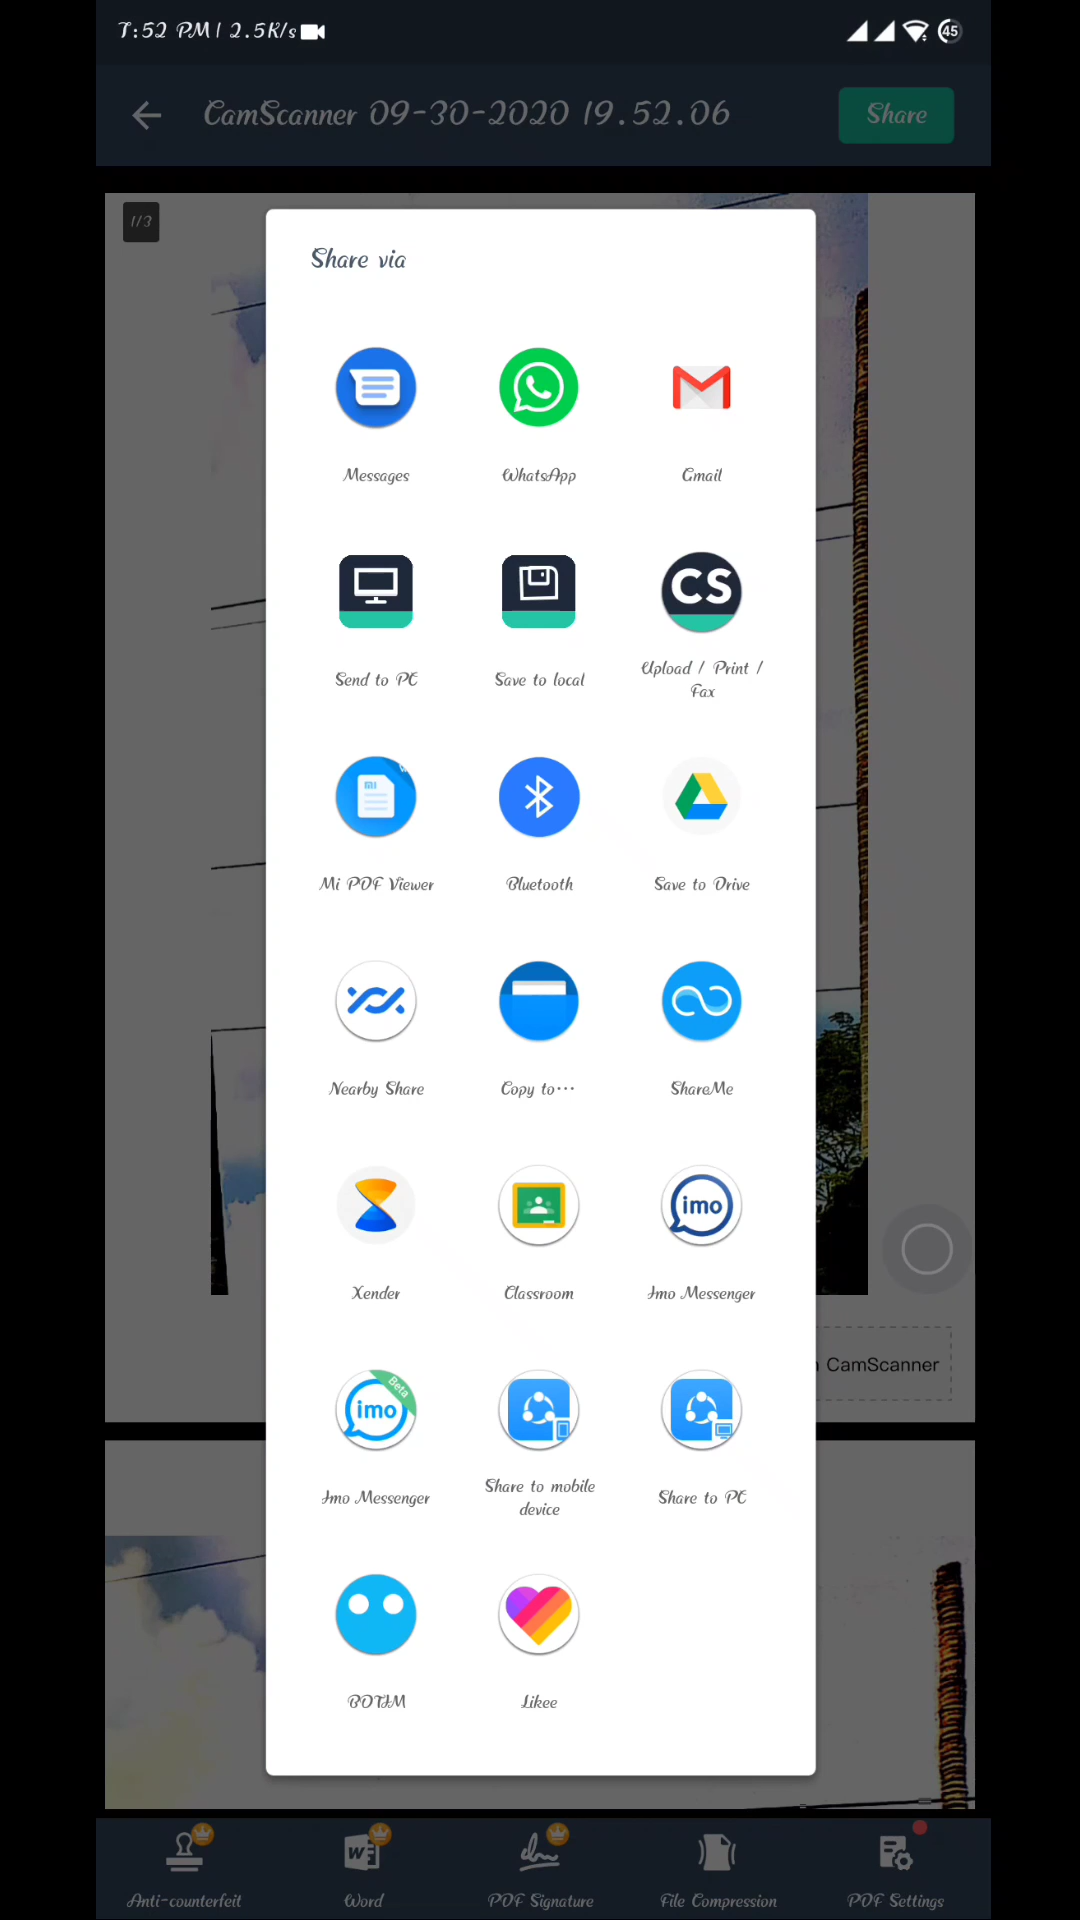 7:52 PM | 2.5K/s
45
CamScanner 09-30-2020 19.52.06
Share
1/3
Share via
Messages
WhatsApp
Gmail
Send to PC
Save to local
CS
Upload / Print /
Fax
Mi PDF Viewer
Bluetooth
Save to Drive
Nearby Share
Copy to···
ShareMe
Xender
Classroom
imo
Imo Messenger
CamScanner
imo
Beta
Imo Messenger
Share to mobile
device
Share to PC
BOTIM
Likee
Anti-counterfeit
W
Word
PDF Signature
File Compression
PDF Settings